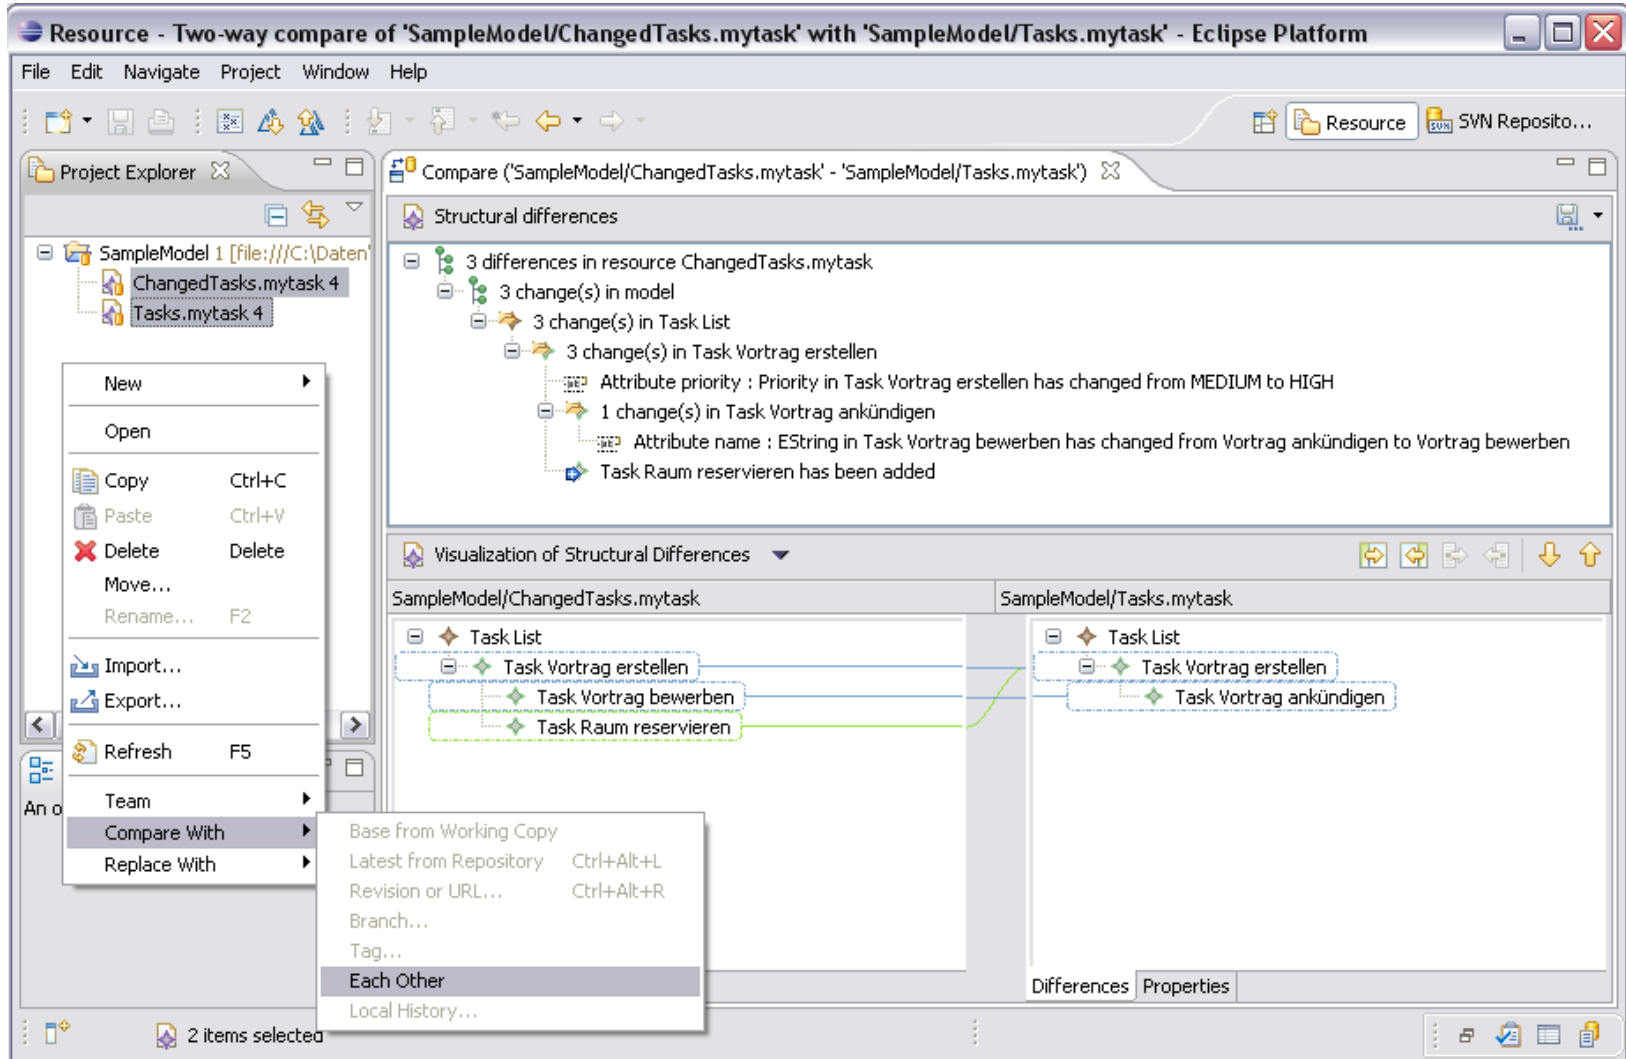 Resource - Two-way compare of 'SampleModel/ChangedTasks.mytask' with 'SampleModel/Tasks.mytask' - Eclipse Platform
File Edit Navigate Project Window Help
Resource SVN Reposito...
Project Explorer
Compare ('SampleModel/ChangedTasks.mytask' - 'SampleModel/Tasks.mytask')
Structural differences
SampleModel 1 [file:///C:\Daten'
ChangedTasks.mytask 4
Tasks.mytask 4
3 differences in resource ChangedTasks.mytask
3 change(s) in model
3 change(s) in Task List
3 change(s) in Task Vortrag erstellen
Attribute priority : Priority in Task Vortrag erstellen has changed from MEDIUM to HIGH
1 change(s) in Task Vortrag ankündigen
Attribute name : EString in Task Vortrag bewerben has changed from Vortrag ankündigen to Vortrag bewerben
Task Raum reservieren has been added
New
Open
Copy Ctrl+C
Paste Ctrl+V
Delete Delete
Move...
Rename... F2
Import...
Export...
Refresh F5
Team
Compare With
Replace With
An o
Visualization of Structural Differences
SampleModel/ChangedTasks.mytask
SampleModel/Tasks.mytask
Task List
Task Vortrag erstellen
Task Vortrag bewerben
Task Raum reservieren
Task List
Task Vortrag erstellen
Task Vortrag ankündigen
Base from Working Copy
Latest from Repository Ctrl+Alt+L
Revision or URL... Ctrl+Alt+R
Branch...
Tag...
Each Other
Local History...
Differences Properties
2 items selected